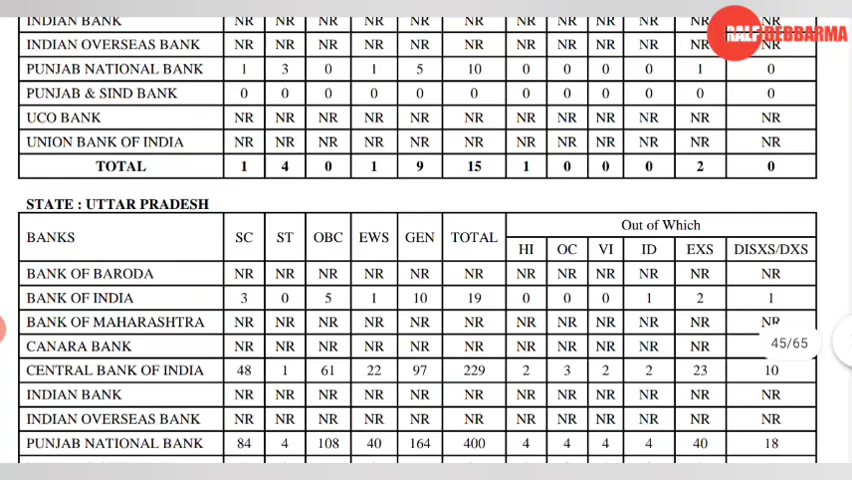 INDIAN BANK NR NR NR NR NR NR NR NR NR NR NR NR
INDIAN OVERSEAS BANK NR NR NR NR NR NR NR NR NR NR NR NR
RALF DEBBARMA
PUNJAB NATIONAL BANK 1 3 0 1 5 10 0 0 0 0 1 0
PUNJAB & SIND BANK 0 0 0 0 0 0 0 0 0 0 0 0
UCO BANK NR NR NR NR NR NR NR NR NR NR NR NR
UNION BANK OF INDIA NR NR NR NR NR NR NR NR NR NR NR NR
TOTAL 1 4 0 1 9 15 1 0 0 0 2 0
STATE : UTTAR PRADESH
BANKS SC ST OBC EWS GEN TOTAL Out of Which
HI OC VI ID EXS DISXS/DXS
BANK OF BARODA NR NR NR NR NR NR NR NR NR NR NR NR
BANK OF INDIA 3 0 5 1 10 19 0 0 0 1 2 1
BANK OF MAHARASHTRA NR NR NR NR NR NR NR NR NR NR NR NR
CANARA BANK NR NR NR NR NR NR NR NR NR NR NR
45/65
CENTRAL BANK OF INDIA 48 1 61 22 97 229 2 3 2 2 23 10
INDIAN BANK NR NR NR NR NR NR NR NR NR NR NR NR
INDIAN OVERSEAS BANK NR NR NR NR NR NR NR NR NR NR NR NR
PUNJAB NATIONAL BANK 84 4 108 40 164 400 4 4 4 4 40 18